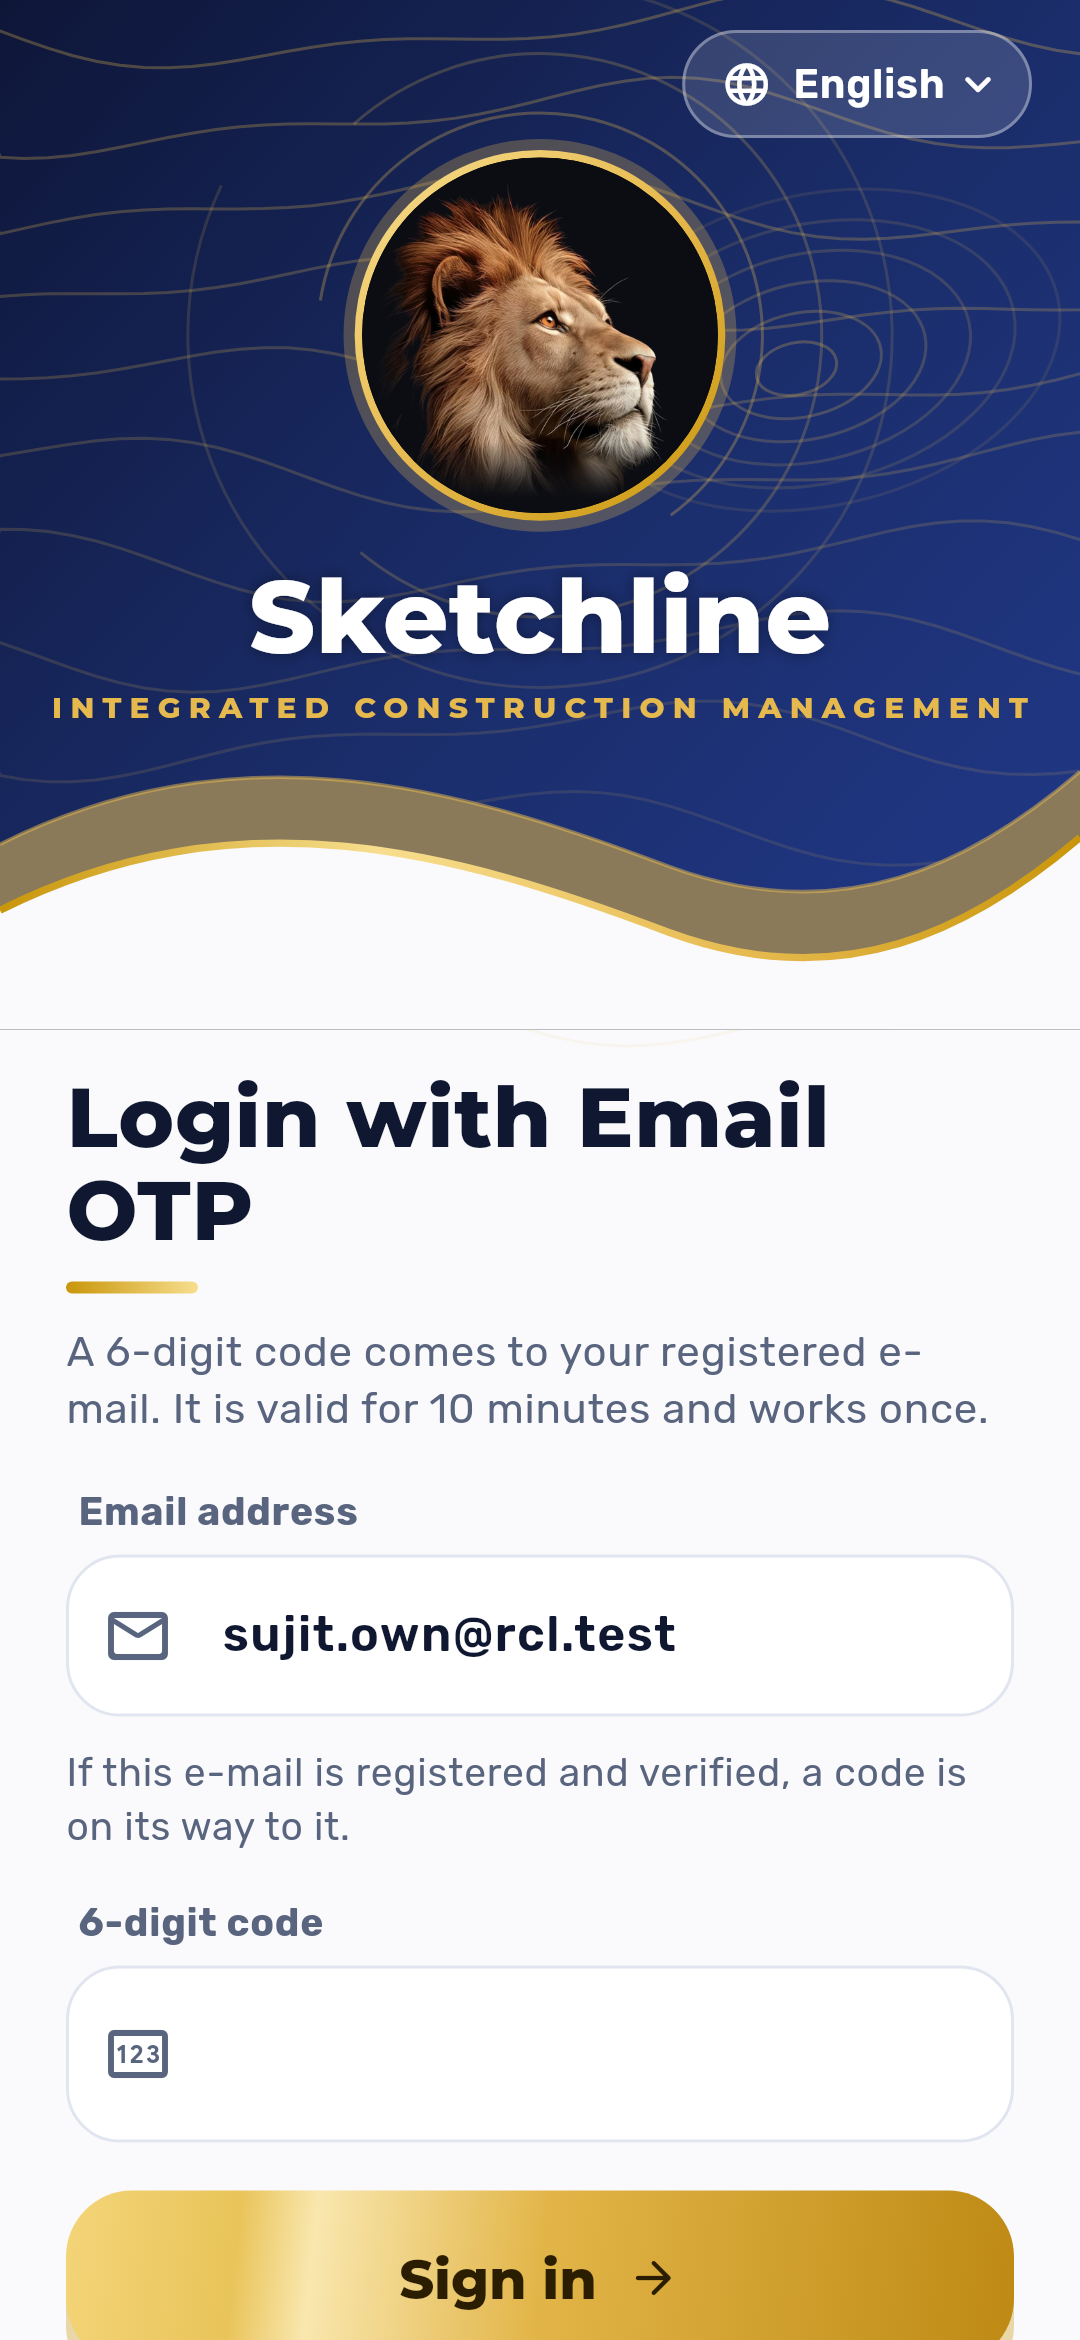 English
Sketchline
INTEGRATED CONSTRUCTION MANAGEMENT
Login with Email
OTP
A 6-digit code comes to your registered e-
mail. It is valid for 10 minutes and works once.
Email address
sujit.own@rcl.test
If this e-mail is registered and verified, a code is
on its way to it.
6-digit code
123
Sign in